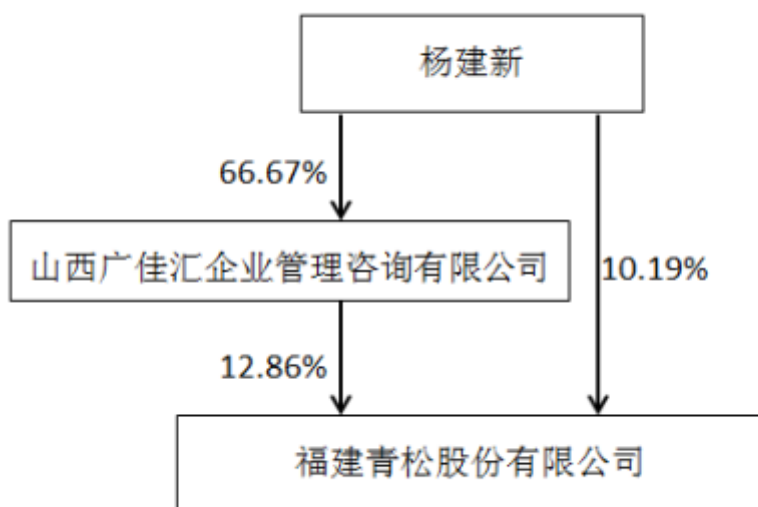 杨建新
66.67%
山西广佳汇企业管理咨询有限公司
10.19%
12.86%
福建青松股份有限公司